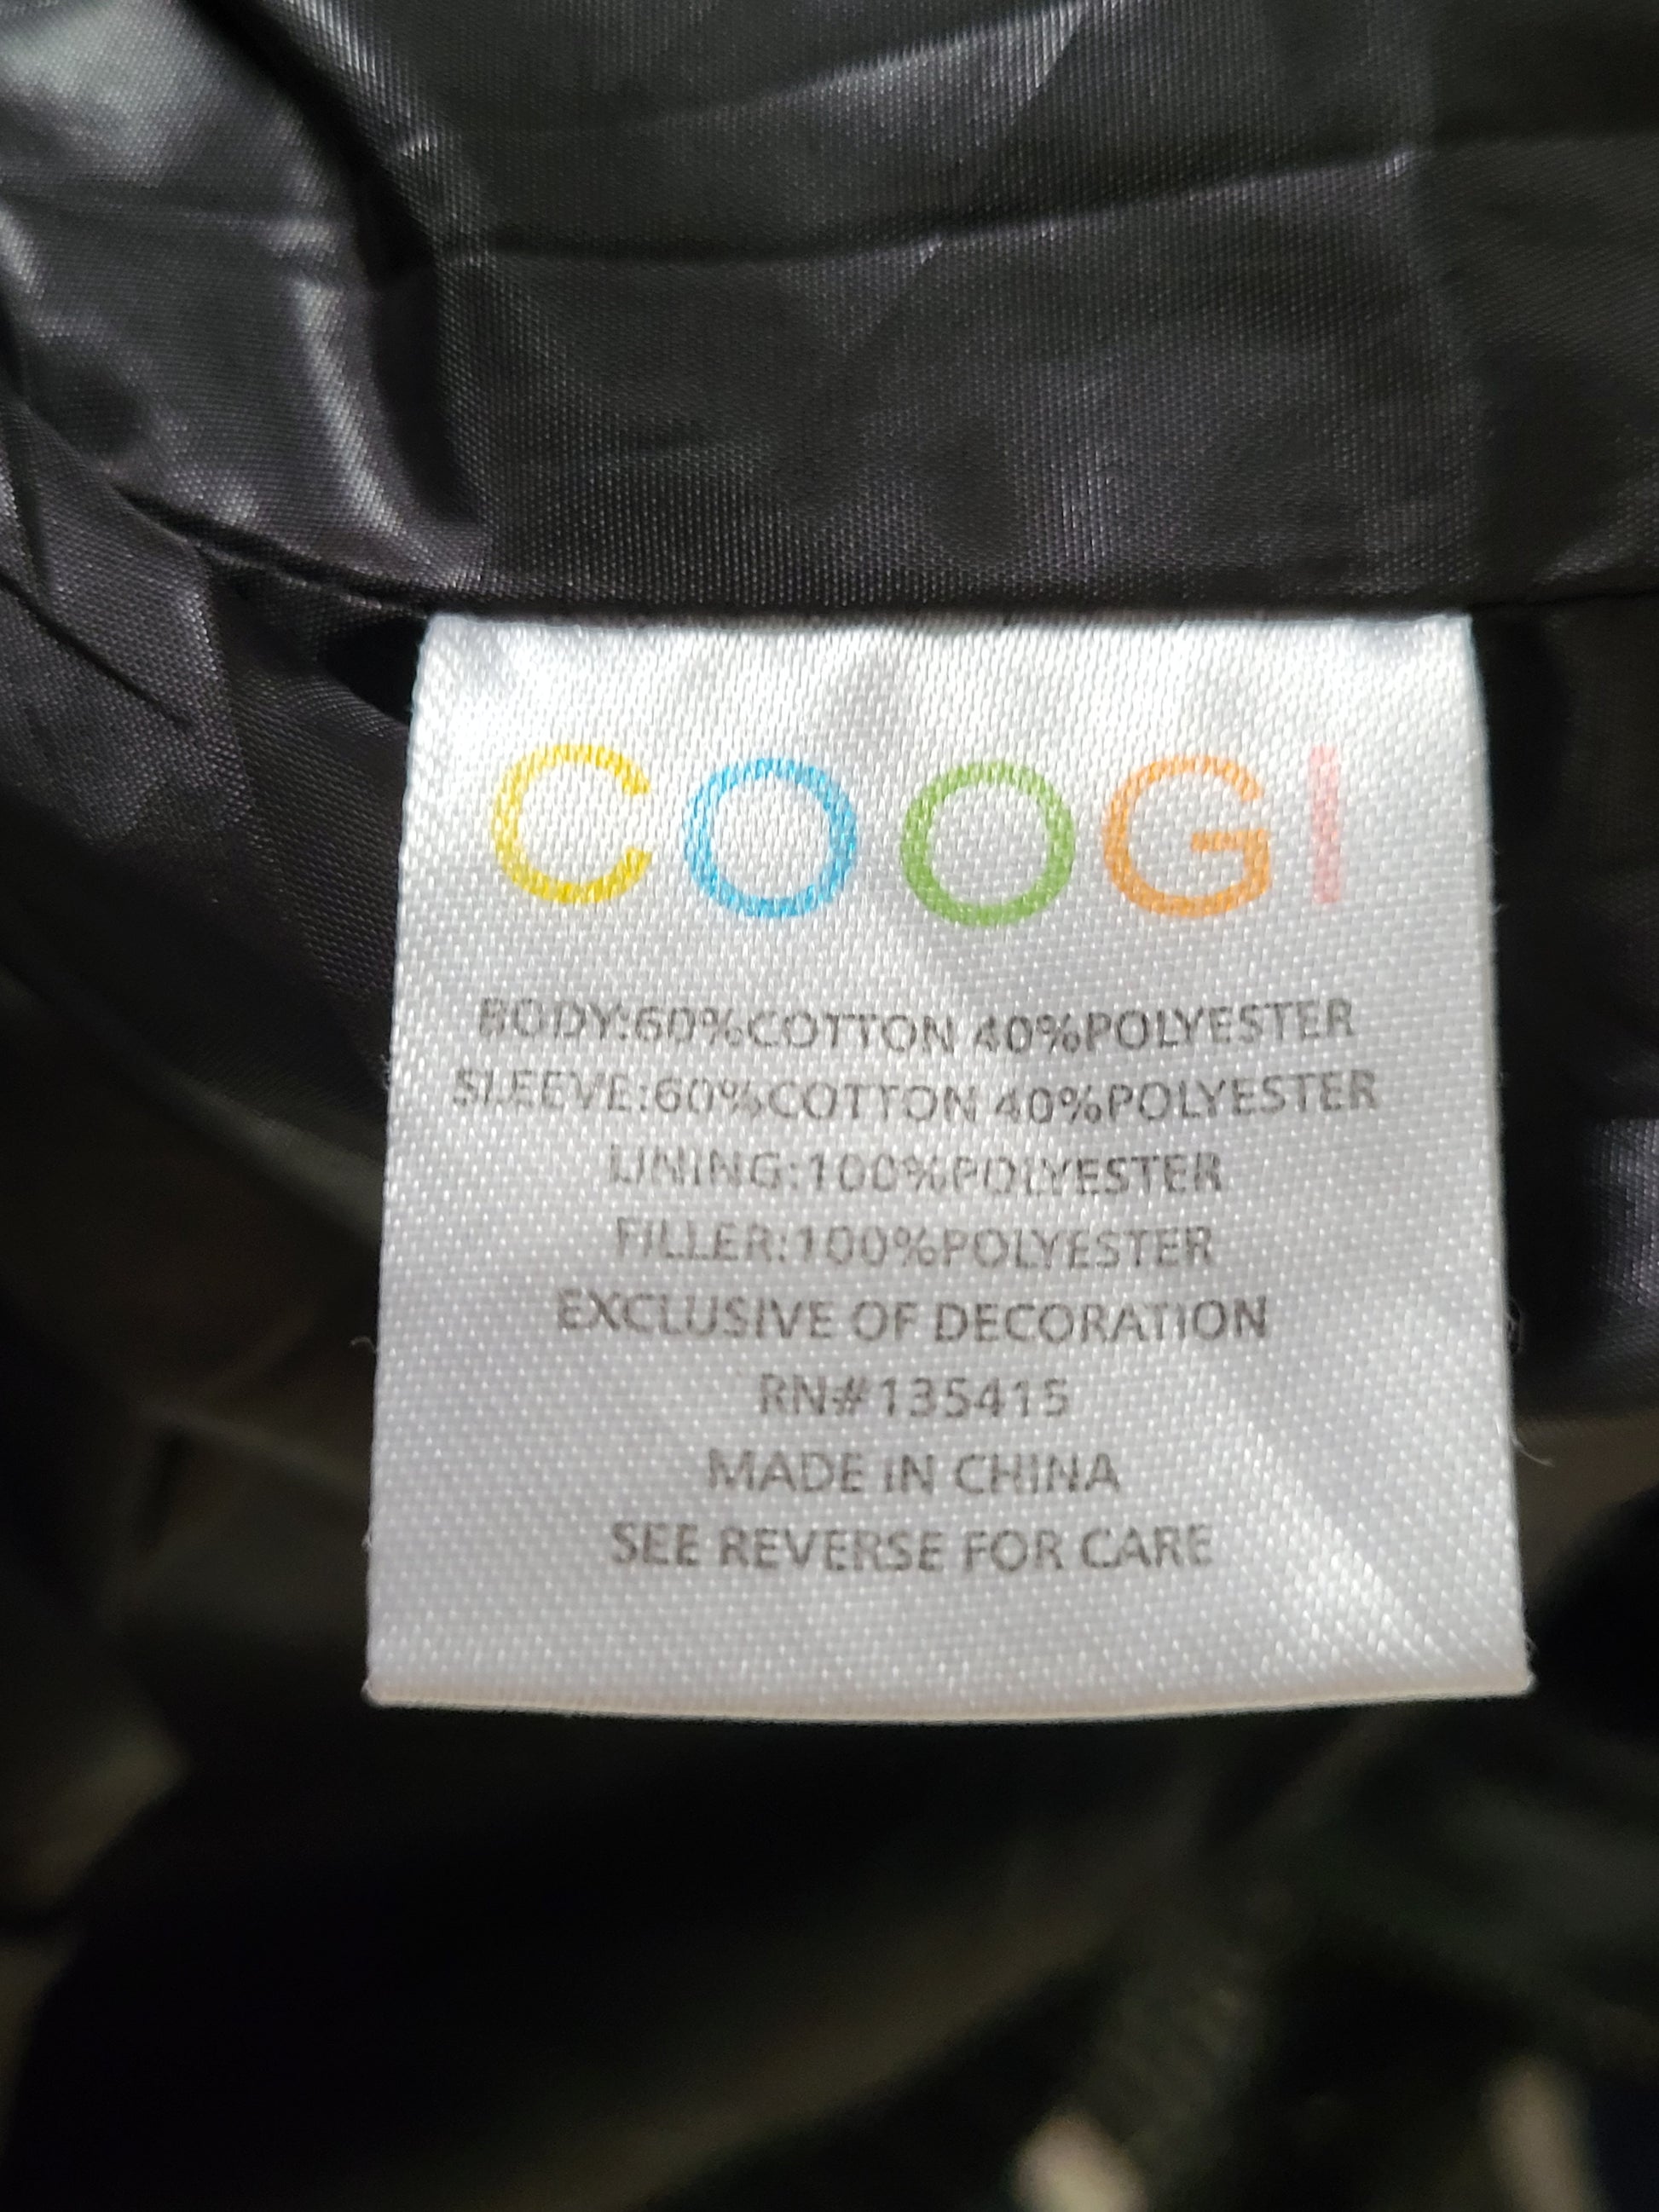 COOGI
BODY:60%COTTON 40%POLYESTER
SLEEVE:60%COTTON 40%POLYESTER
LINING:100%POLYESTER
FILLER:100%POLYESTER
EXCLUSIVE OF DECORATION
RN#135415
MADE IN CHINA
SEE REVERSE FOR CARE